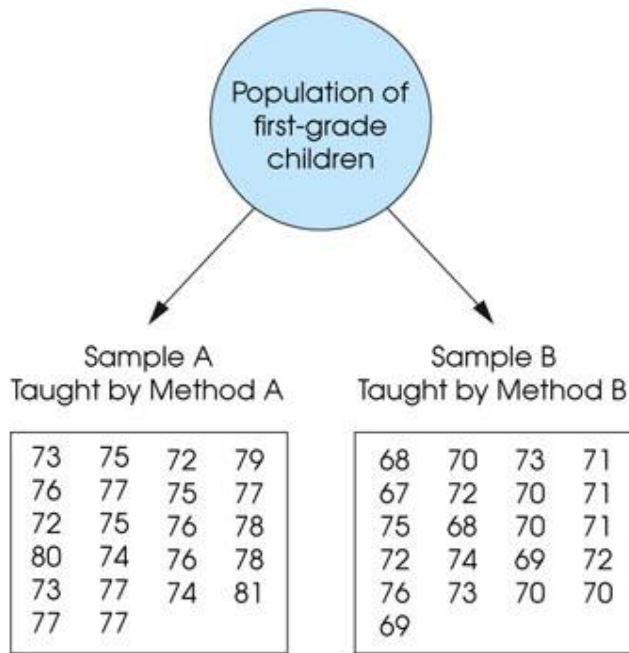 Population of
first-grade
children
Sample A
Taught by Method A
73 75 72 79
76 77 75 77
72 75 76 78
80 74 76 78
73 77 74 81
77 77
Sample B
Taught by Method B
68 70 73 71
67 72 70 71
75 68 70 71
72 74 69 72
76 73 70 70
69